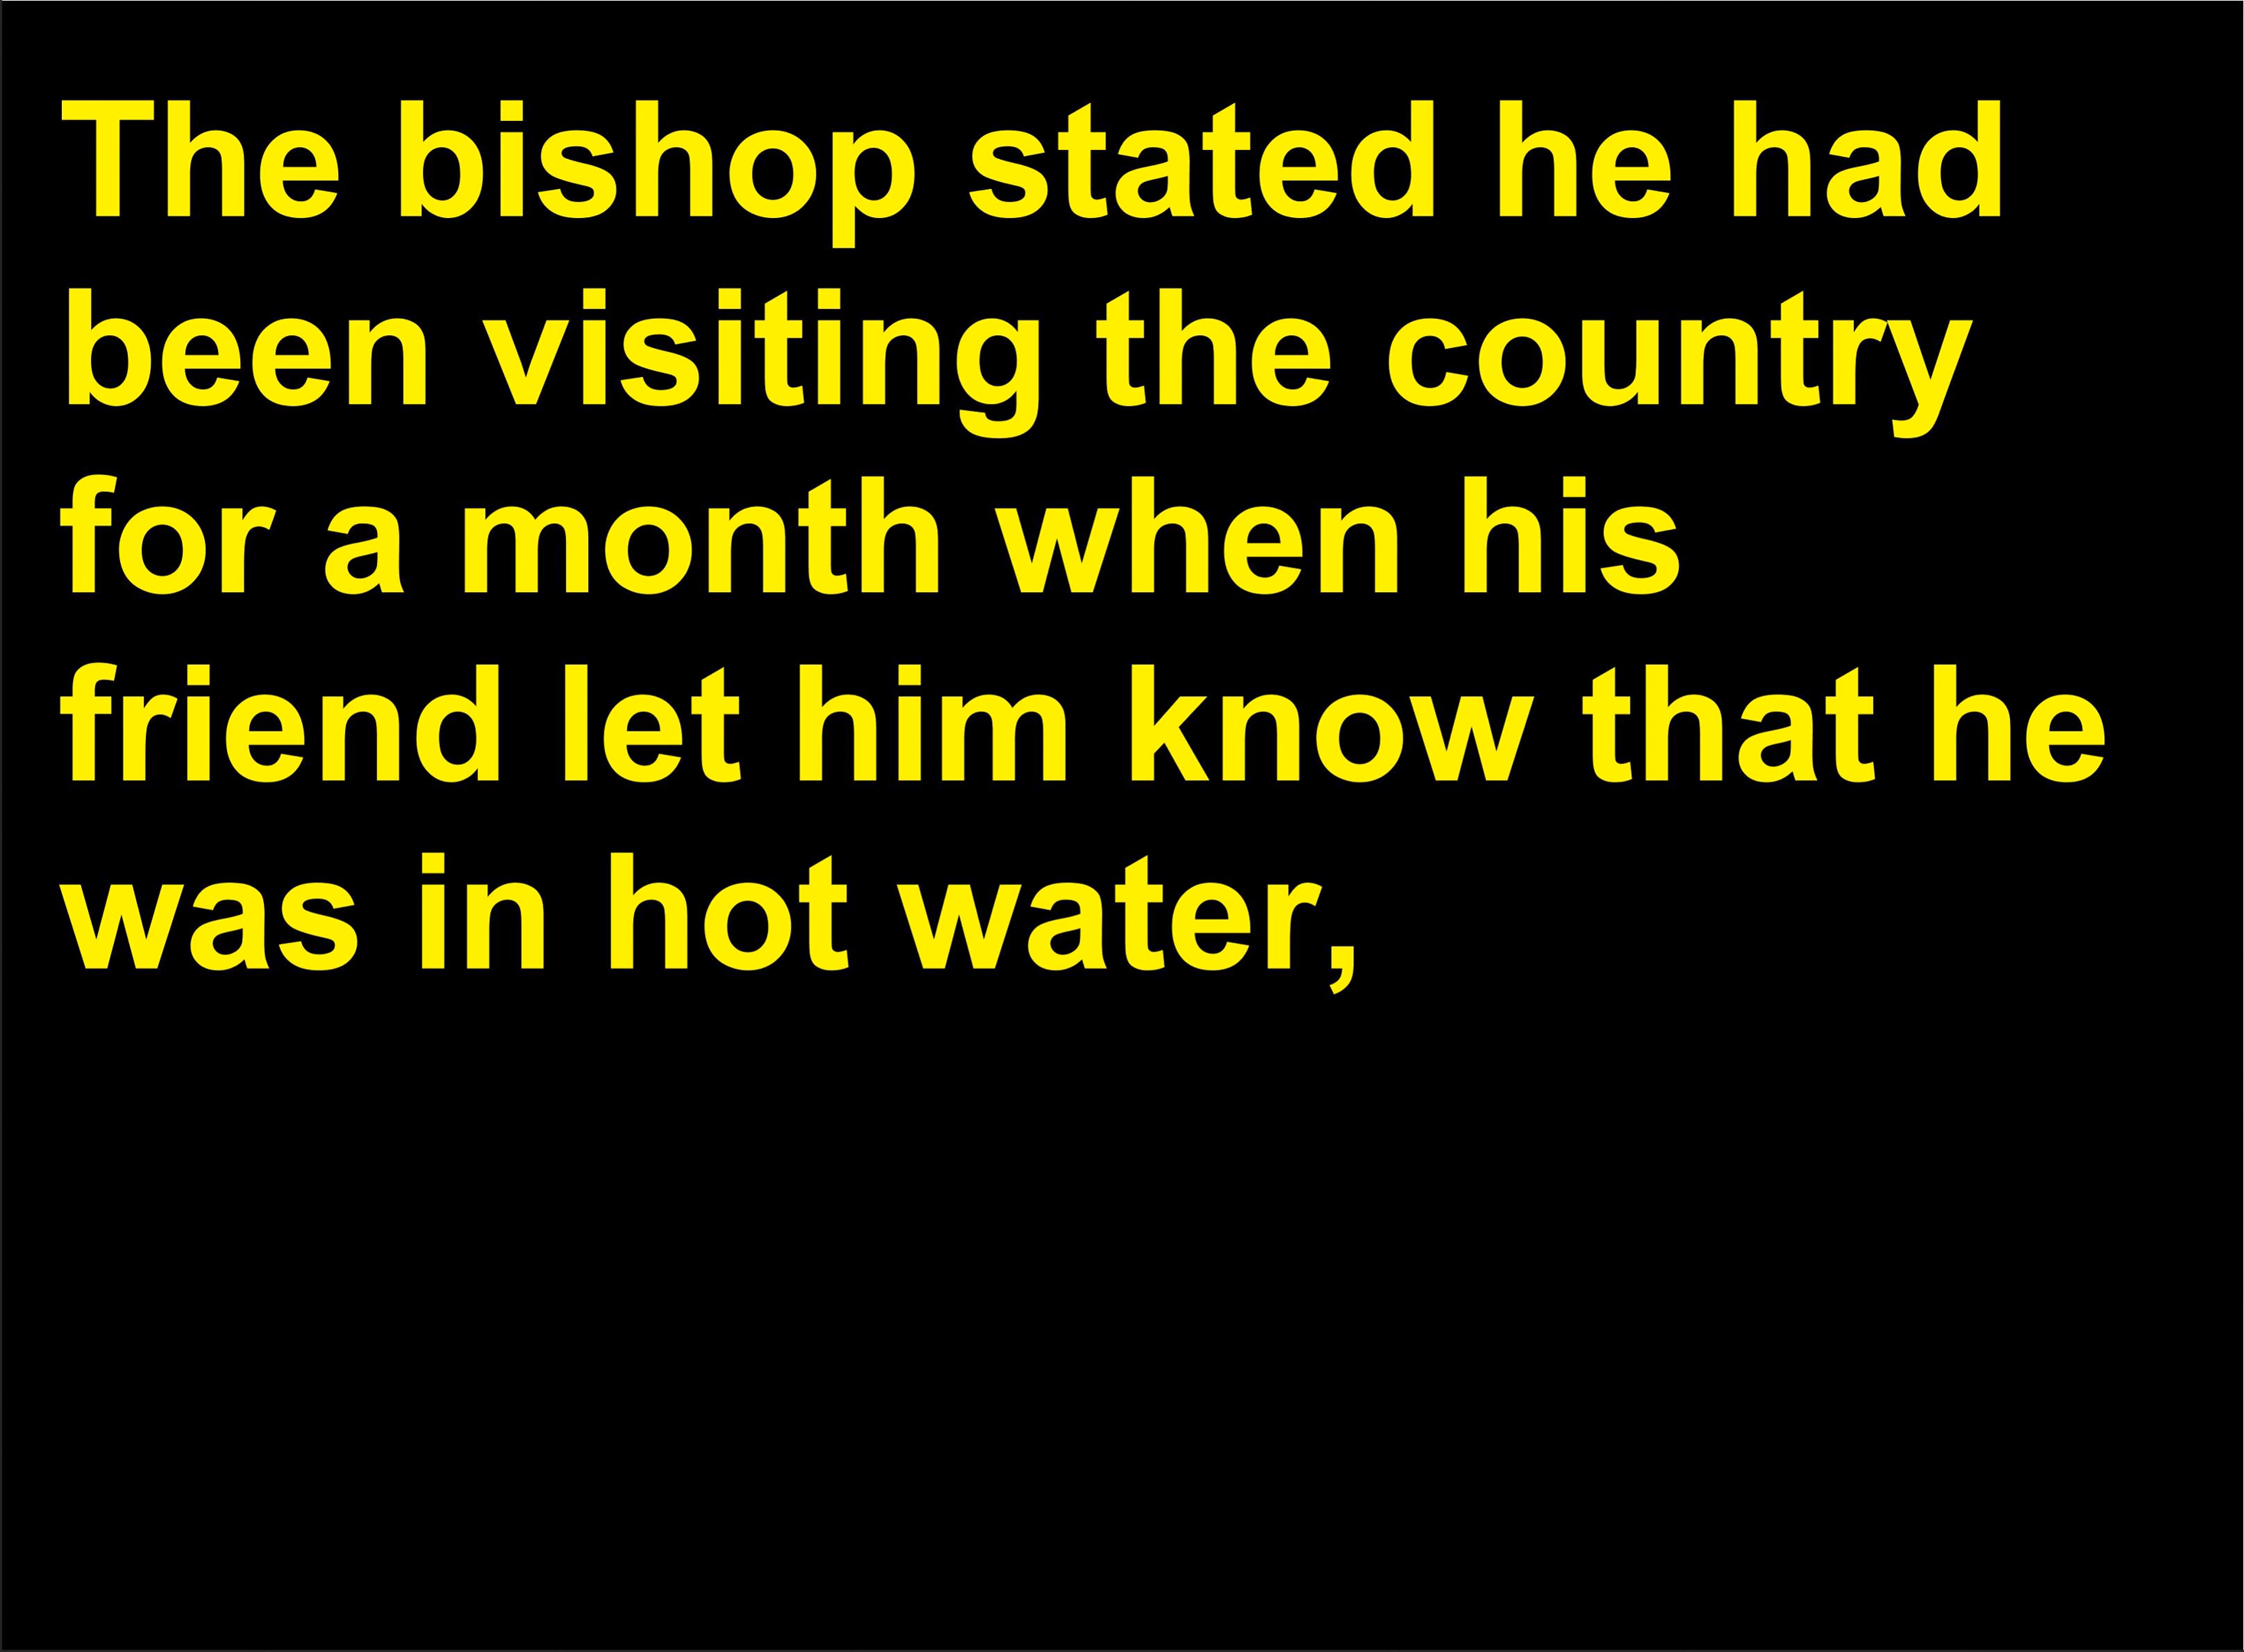 The bishop stated he had
been visiting the country
for a month when his
friend let him know that he
was in hot water,